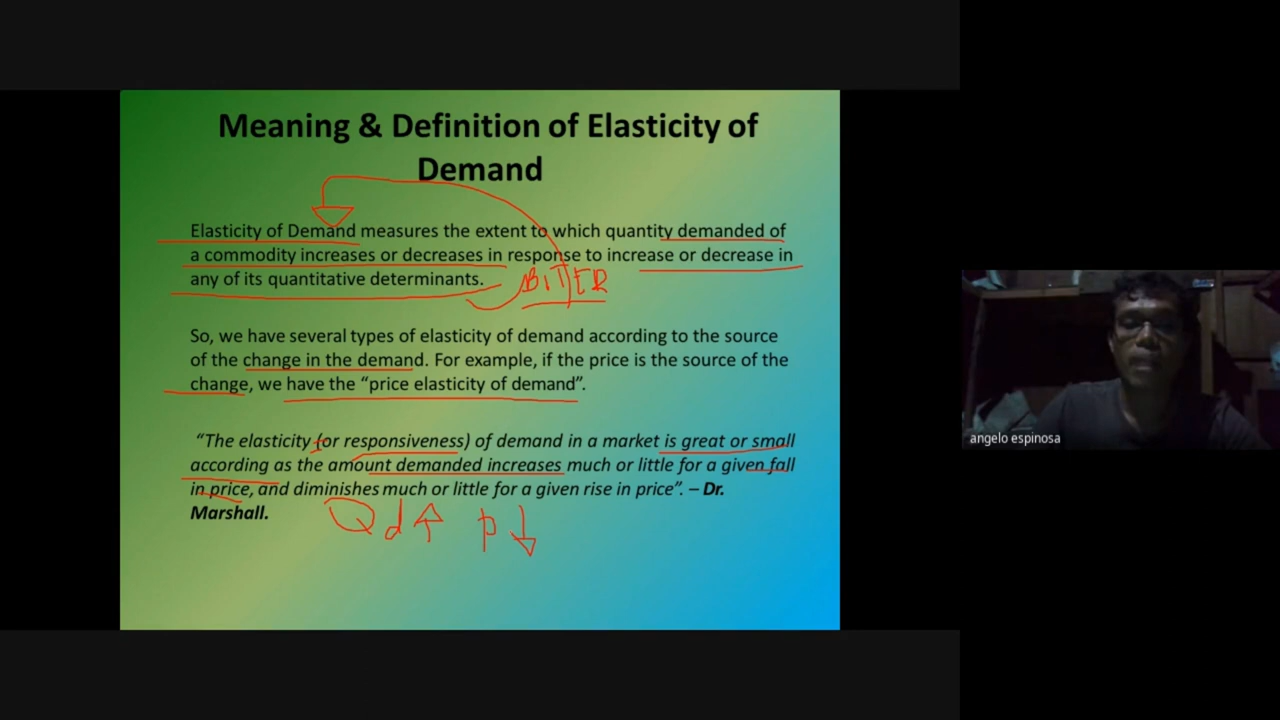 Meaning & Definition of Elasticity of
Demand
Elasticity of Demand measures the extent to which quantity demanded of
a commodity increases or decreases in response to increase or decrease in
any of its quantitative determinants. BITER
So, we have several types of elasticity of demand according to the source
of the change in the demand. For example, if the price is the source of the
change, we have the “price elasticity of demand”.
“The elasticity (or responsiveness) of demand in a market is great or small
according as the amount demanded increases much or little for a given fall
in price, and diminishes much or little for a given rise in price”. – Dr.
Marshall.
Qd↑ P↓
angelo espinosa